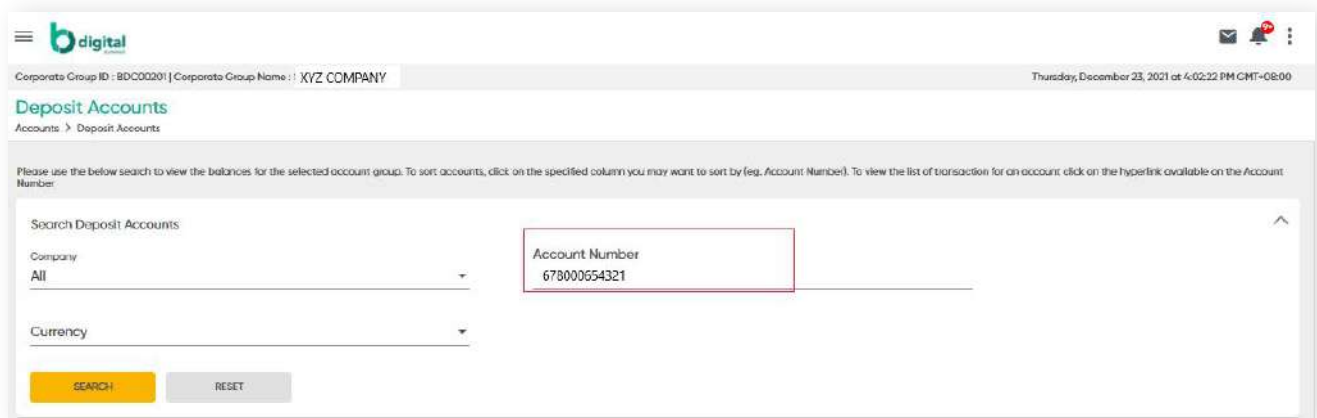 digital
9+
Corporate Group ID : BDC00201 | Corporate Group Name : XYZ COMPANY
Thursday, December 23, 2021 at 4:02:22 PM GMT+08:00
Deposit Accounts
Accounts > Deposit Accounts
Please use the below search to view the balances for the selected account group. To sort accounts, click on the specified column you may want to sort by (eg. Account Number). To view the list of transaction for an account click on the hyperlink available on the Account
Number
Search Deposit Accounts
Company
All
Account Number
678000654321
Currency
SEARCH
RESET